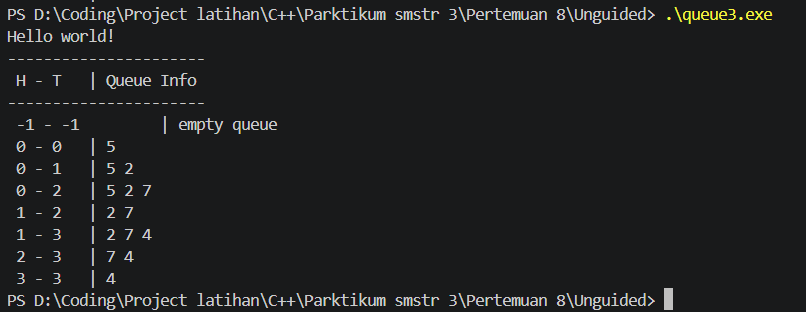 PS D:\Coding\Project latihan\C++\Parktikum smstr 3\Pertemuan 8\Unguided> .\queue3.exe
Hello world!
----------------------
 H - T   | Queue Info
----------------------
 -1 - -1         | empty queue
 0 - 0   | 5
 0 - 1   | 5 2
 0 - 2   | 5 2 7
 1 - 2   | 2 7
 1 - 3   | 2 7 4
 2 - 3   | 7 4
 3 - 3   | 4
PS D:\Coding\Project latihan\C++\Parktikum smstr 3\Pertemuan 8\Unguided>